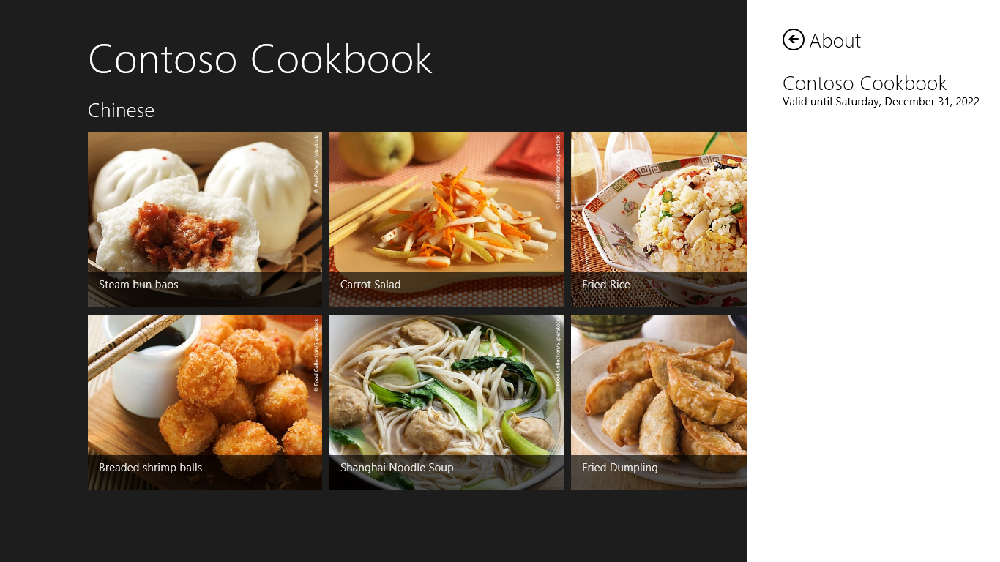 Contoso Cookbook
Chinese
© AsiaPix/age fotostock
Steam bun baos
© Food Collection/SuperStock
Carrot Salad
Fried Rice
© Food Collection/SuperStock
Breaded shrimp balls
© Food Collection/SuperStock
Shanghai Noodle Soup
Fried Dumpling
About
Contoso Cookbook
Valid until Saturday, December 31, 2022